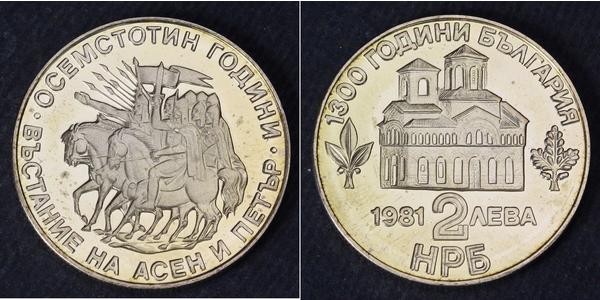 ОСЕМСТОТИН ГОДИНИ
ВЪСТАНИЕ НА АСЕН И ПЕТЪР
1300 ГОДИНИ БЪЛГАРИЯ
1981 2 ЛЕВА
НРБ